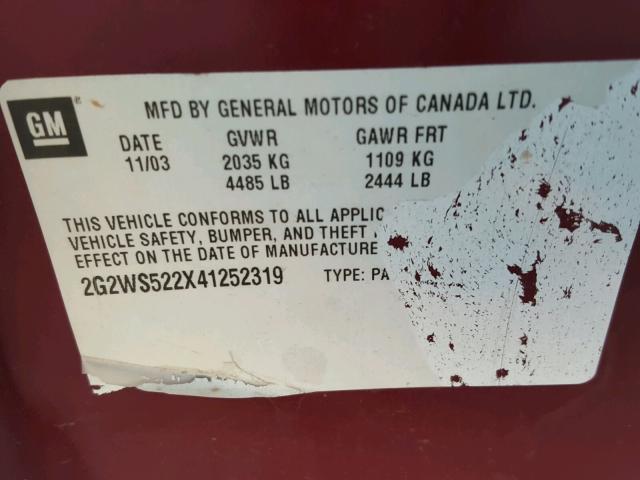 GM
MFD BY GENERAL MOTORS OF CANADA LTD.
DATE GVWR GAWR FRT
11/03 2035 KG 1109 KG
4485 LB 2444 LB
THIS VEHICLE CONFORMS TO ALL APPLIC
VEHICLE SAFETY, BUMPER, AND THEFT
EFFECT ON THE DATE OF MANUFACTURE
2G2WS522X41252319 TYPE: PA